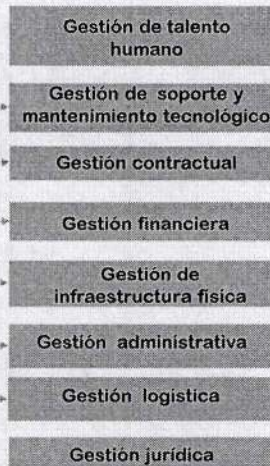 Gestión de talento
humano
Gestión de soporte y
mantenimiento tecnológico
Gestión contractual
Gestión financiera
Gestión de
infraestructura física
Gestión administrativa
Gestión logística
Gestión jurídica